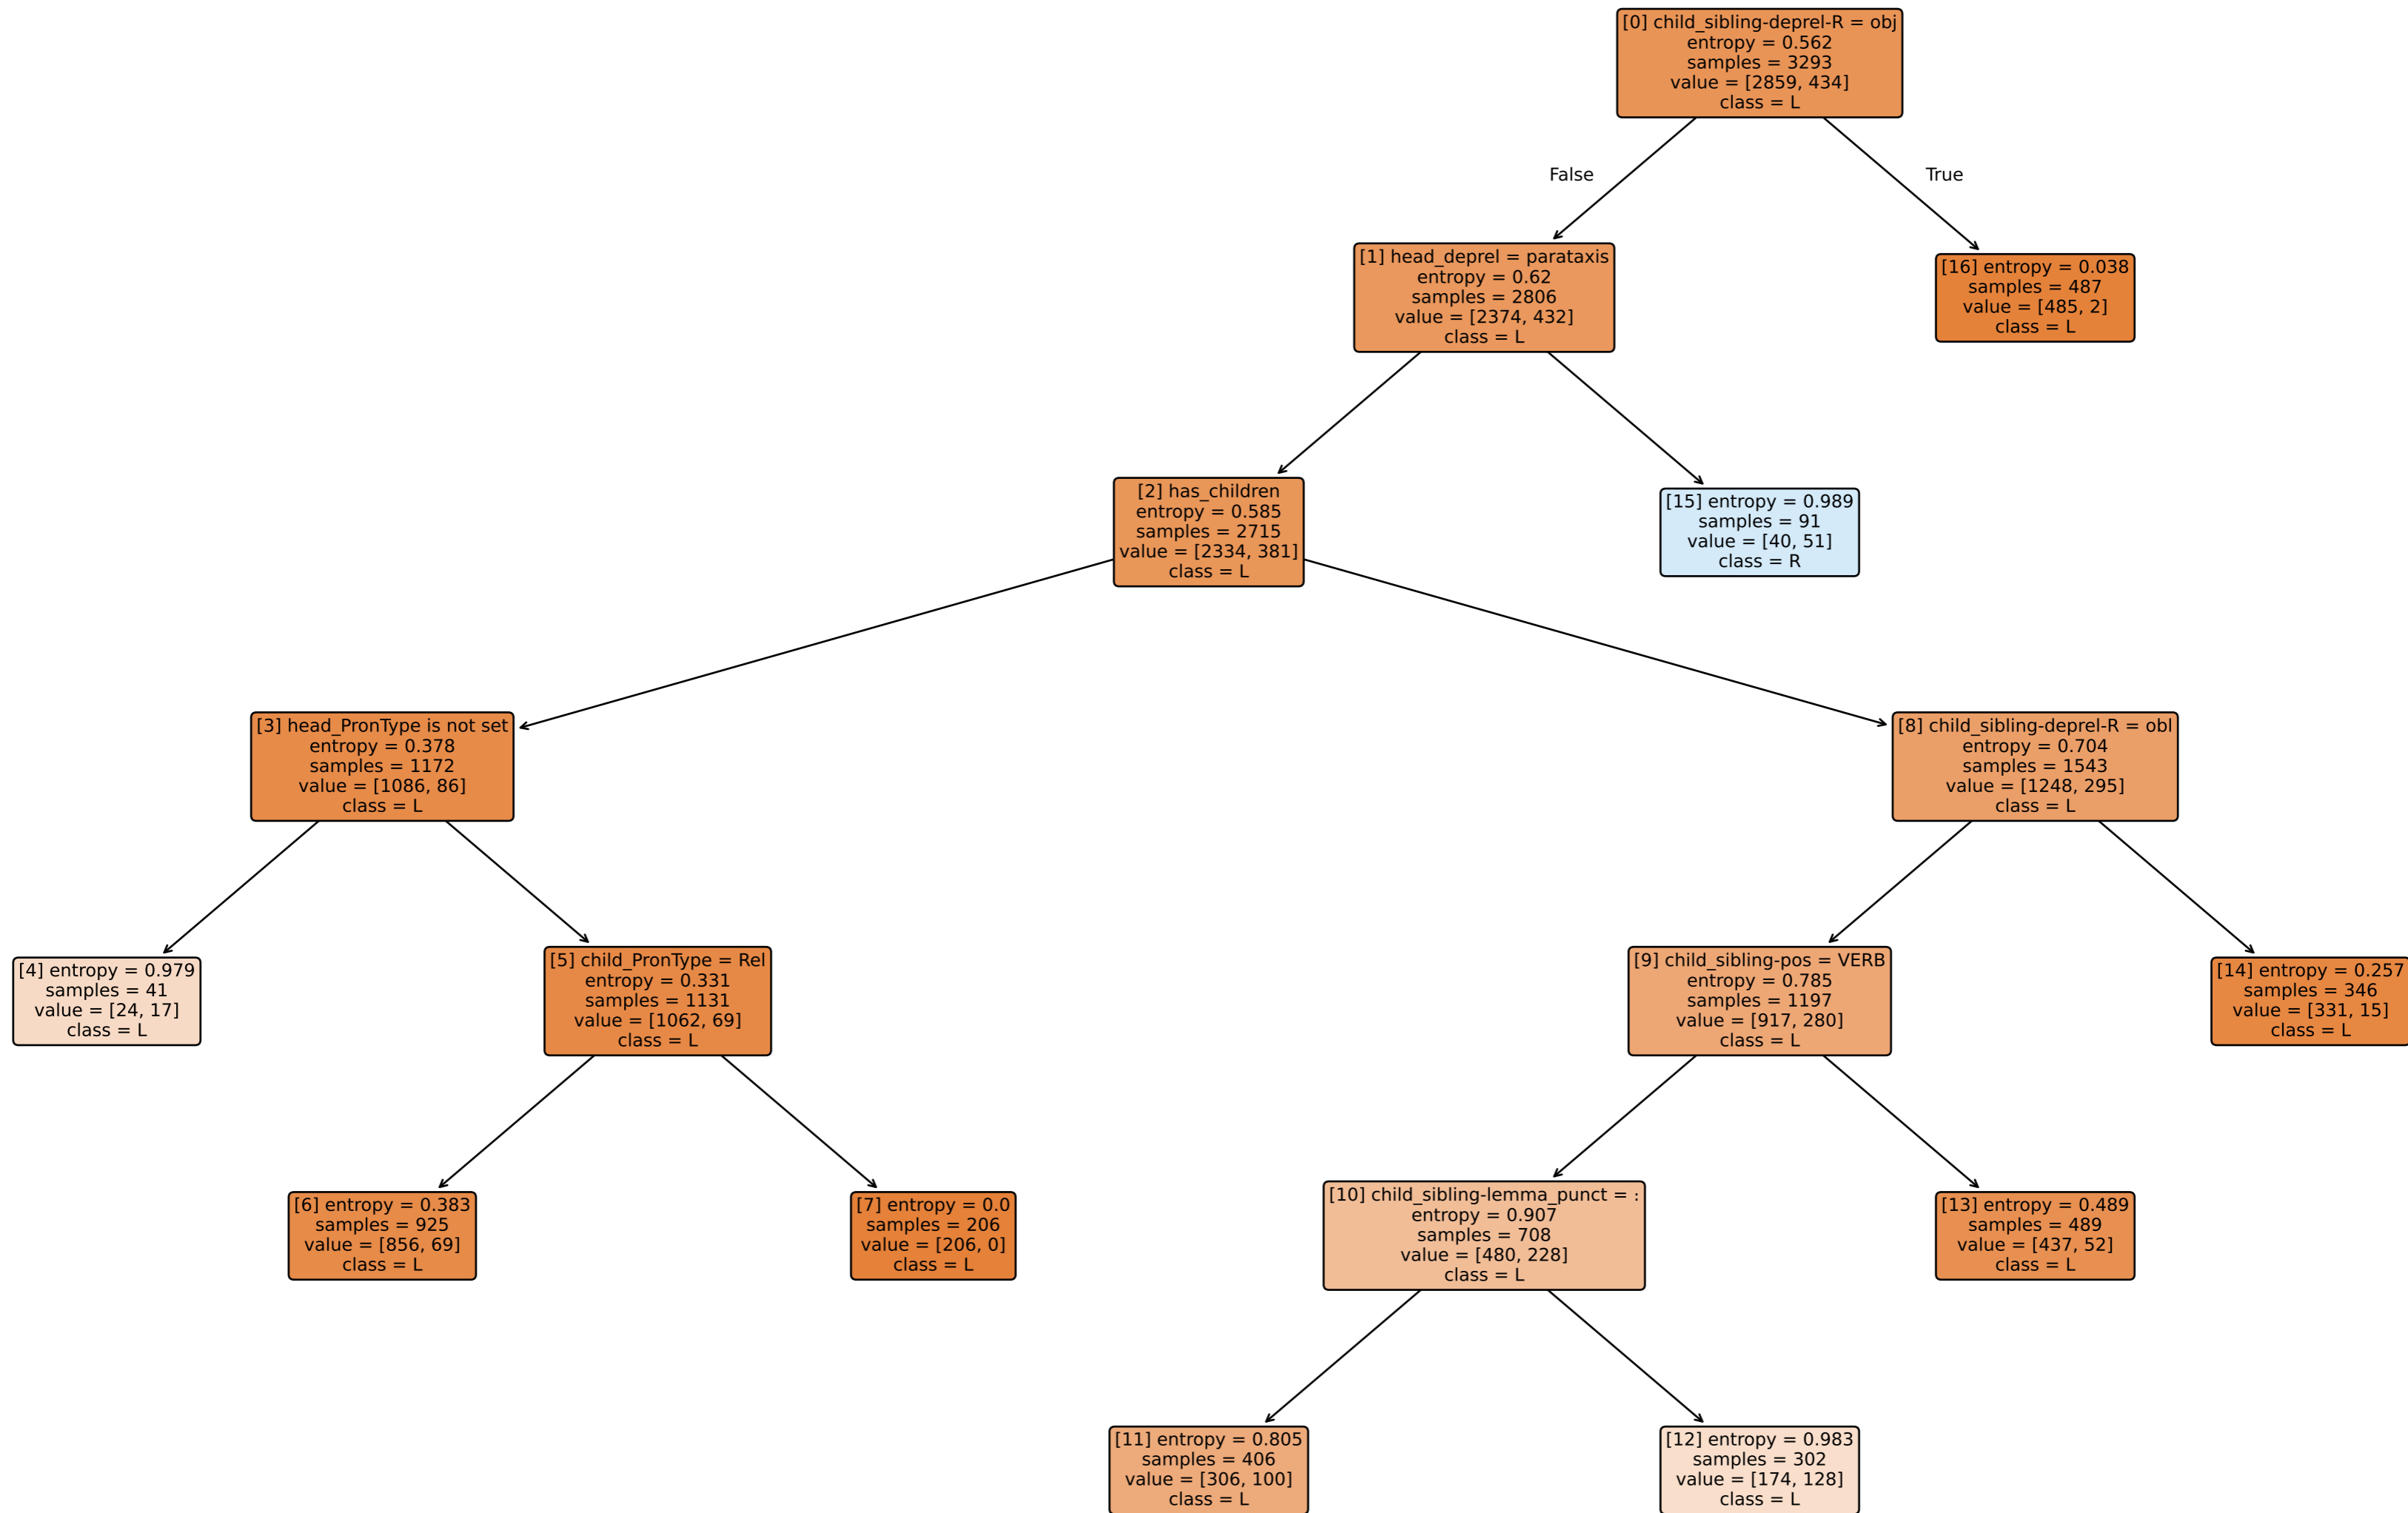 [0] child_sibling-deprel-R = obj
entropy = 0.562
samples = 3293
value = [2859, 434]
class = L
False
True
[1] head_deprel = parataxis
entropy = 0.62
samples = 2806
value = [2374, 432]
class = L
[16] entropy = 0.038
samples = 487
value = [485, 2]
class = L
[2] has_children
entropy = 0.585
samples = 2715
value = [2334, 381]
class = L
[15] entropy = 0.989
samples = 91
value = [40, 51]
class = R
[3] head_PronType is not set
entropy = 0.378
samples = 1172
value = [1086, 86]
class = L
[8] child_sibling-deprel-R = obl
entropy = 0.704
samples = 1543
value = [1248, 295]
class = L
[4] entropy = 0.979
samples = 41
value = [24, 17]
class = L
[5] child_PronType = Rel
entropy = 0.331
samples = 1131
value = [1062, 69]
class = L
[9] child_sibling-pos = VERB
entropy = 0.785
samples = 1197
value = [917, 280]
class = L
[14] entropy = 0.257
samples = 346
value = [331, 15]
class = L
[6] entropy = 0.383
samples = 925
value = [856, 69]
class = L
[7] entropy = 0.0
samples = 206
value = [206, 0]
class = L
[10] child_sibling-lemma_punct = :
entropy = 0.907
samples = 708
value = [480, 228]
class = L
[13] entropy = 0.489
samples = 489
value = [437, 52]
class = L
[11] entropy = 0.805
samples = 406
value = [306, 100]
class = L
[12] entropy = 0.983
samples = 302
value = [174, 128]
class = L